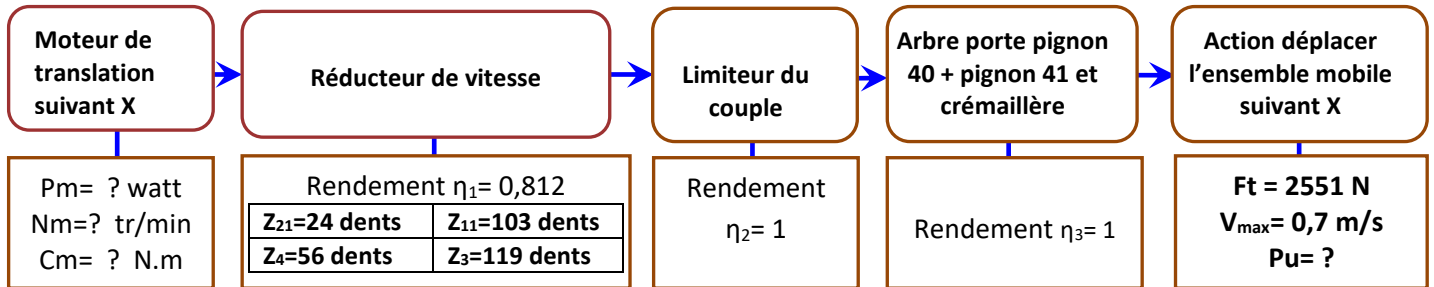 Moteur de
translation
suivant X
Réducteur de vitesse
Limiteur du
couple
Arbre porte pignon
40 + pignon 41 et
crémaillère
Action déplacer
l’ensemble mobile
suivant X
Pm= ? watt
Nm=? tr/min
Cm= ? N.m
Rendement η₁= 0,812
Z₂₁=24 dents Z₁₁=103 dents
Z₄=56 dents Z₃=119 dents
Rendement
η₂= 1
Rendement η₃= 1
Ft = 2551 N
Vₘₐₓ= 0,7 m/s
Pu= ?